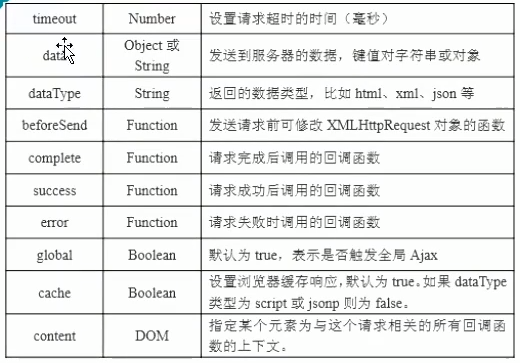 timeout Number 设置请求超时的时间（毫秒）
data Object 或 String 发送到服务器的数据，键值对字符串或对象
dataType String 返回的数据类型，比如 html、xml、json 等
beforeSend Function 发送请求前可修改 XMLHttpRequest 对象的函数
complete Function 请求完成后调用的回调函数
success Function 请求成功后调用的回调函数
error Function 请求失败时调用的回调函数
global Boolean 默认为 true，表示是否触发全局 Ajax
cache Boolean 设置浏览器缓存响应，默认为 true。如果 dataType
类型为 script 或 jsonp 则为 false。
content DOM 指定某个元素为与这个请求相关的所有回调函
数的上下文。